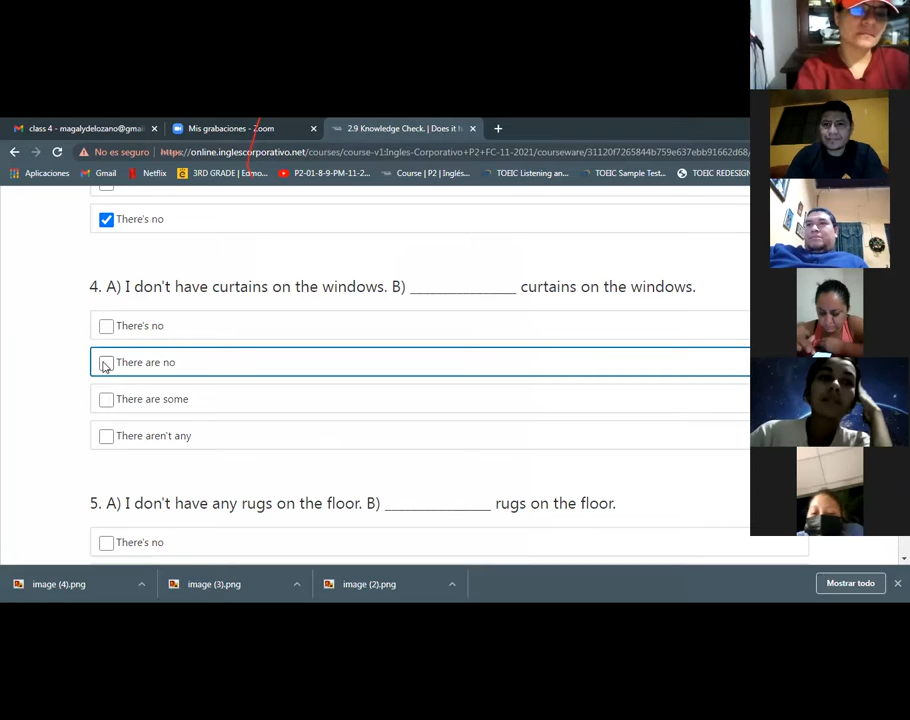 class 4 - magalydelozano@gmai
Mis grabaciones - Zoom
2.9 Knowledge Check. | Does it h
No es seguro
https://online.inglescorporativo.net/courses/course-v1:Ingles-Corporativo+P2+FC-11-2021/courseware/31120f7265844b759e637ebb91662d68/
Aplicaciones
Gmail
Netflix
3RD GRADE | Edmo...
P2-01-8-9-PM-11-2...
Course | P2 | Inglés...
TOEIC Listening an...
TOEIC Sample Test...
TOEIC REDESIGN
There's no
4. A) I don't have curtains on the windows. B) ________________ curtains on the windows.
There's no
There are no
There are some
There aren't any
5. A) I don't have any rugs on the floor. B) ________________ rugs on the floor.
There's no
image (4).png
image (3).png
image (2).png
Mostrar todo